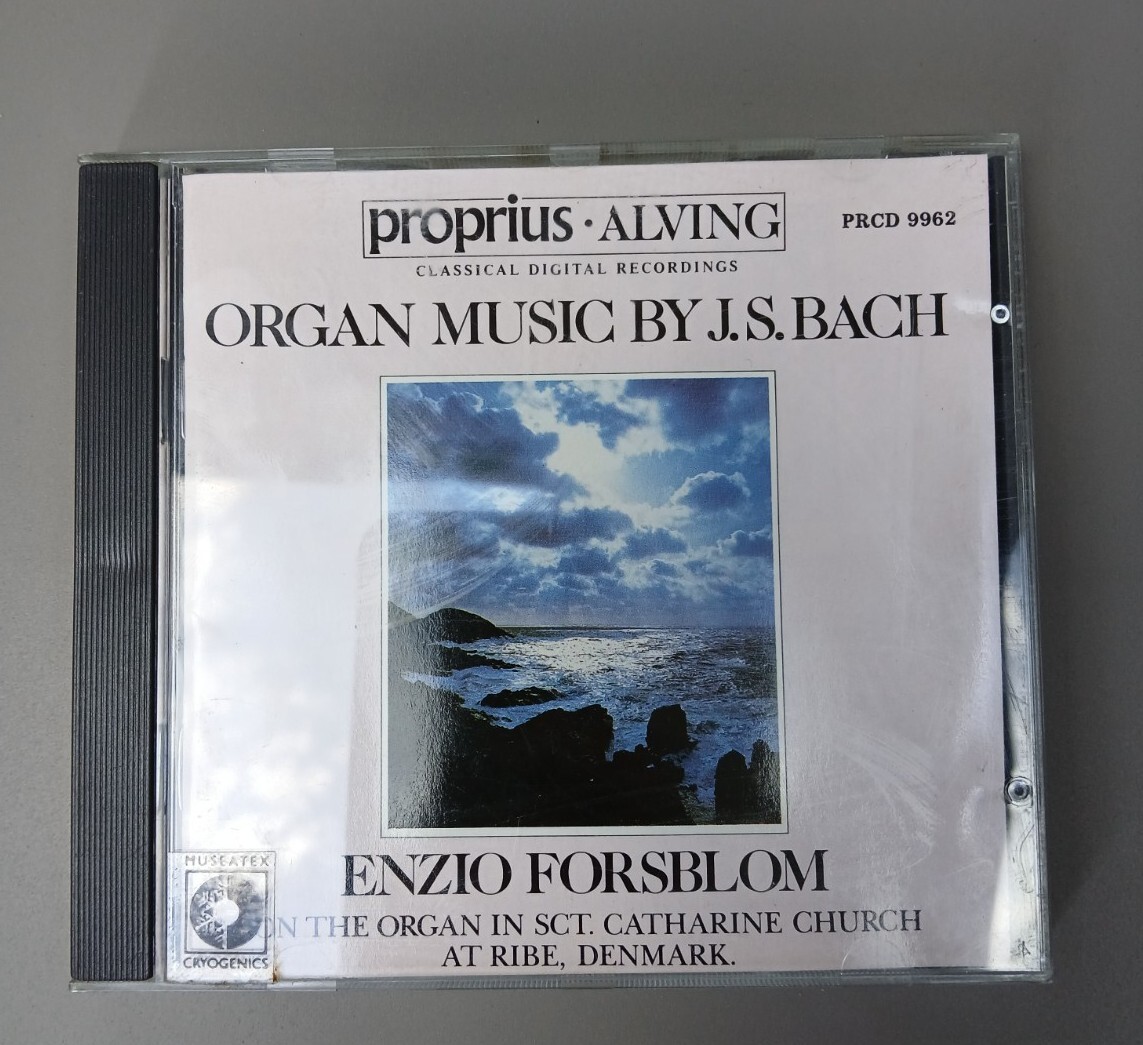 proprius · ALVING
PRCD 9962
CLASSICAL DIGITAL RECORDINGS
ORGAN MUSIC BY J.S. BACH
ENZIO FORSBLOM
ON THE ORGAN IN SCT. CATHARINE CHURCH
AT RIBE, DENMARK.
MUSEATEX
CRYOGENICS